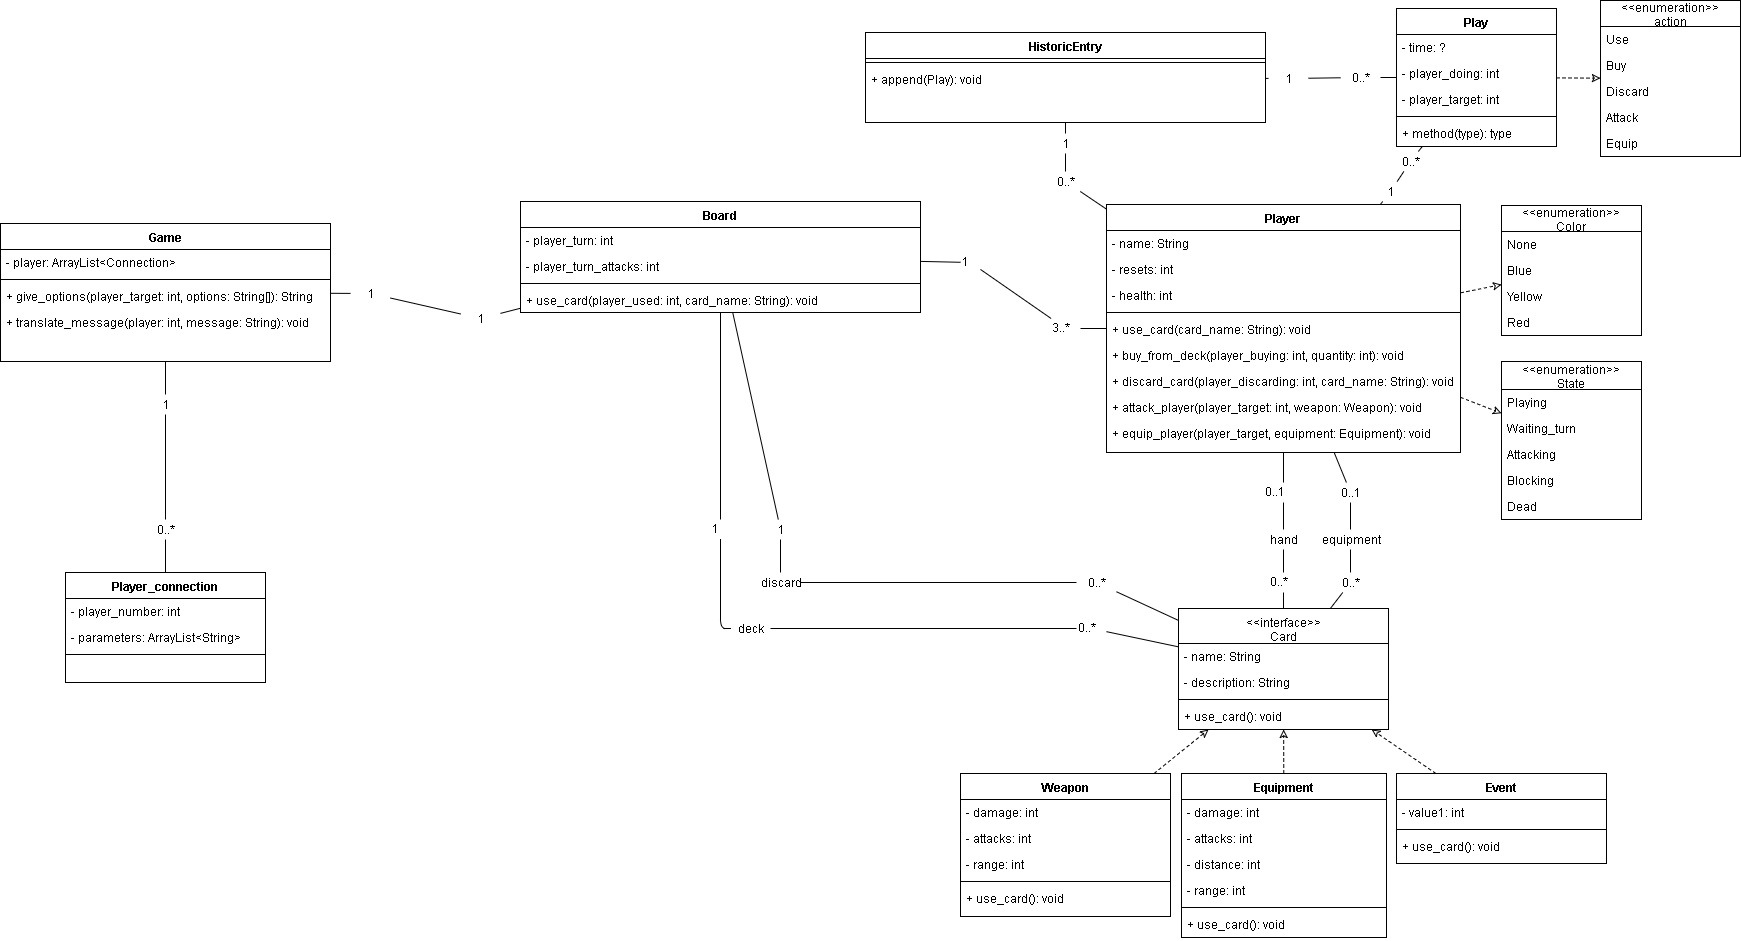 <<enumeration>>
action
Use
Buy
Discard
Attack
Equip
Play
- time: ?
- player_doing: int
- player_target: int
+ method(type): type
HistoricEntry
+ append(Play): void
1
0..*
1
0..*
0..*
1
Game
- player: ArrayList<Connection>
+ give_options(player_target: int, options: String[]): String
+ translate_message(player: int, message: String): void
1
1
Board
- player_turn: int
- player_turn_attacks: int
+ use_card(player_used: int, card_name: String): void
1
3..*
Player
- name: String
- resets: int
- health: int
+ use_card(card_name: String): void
+ buy_from_deck(player_buying: int, quantity: int): void
+ discard_card(player_discarding: int, card_name: String): void
+ attack_player(player_target: int, weapon: Weapon): void
+ equip_player(player_target, equipment: Equipment): void
<<enumeration>>
Color
None
Blue
Yellow
Red
<<enumeration>>
State
Playing
Waiting_turn
Attacking
Blocking
Dead
1
0..*
Player_connection
- player_number: int
- parameters: ArrayList<String>
1
deck
0..*
1
discard
0..*
0..1
hand
0..*
0..1
equipment
0..*
<<interface>>
Card
- name: String
- description: String
+ use_card(): void
Weapon
- damage: int
- attacks: int
- range: int
+ use_card(): void
Equipment
- damage: int
- attacks: int
- distance: int
- range: int
+ use_card(): void
Event
- value1: int
+ use_card(): void